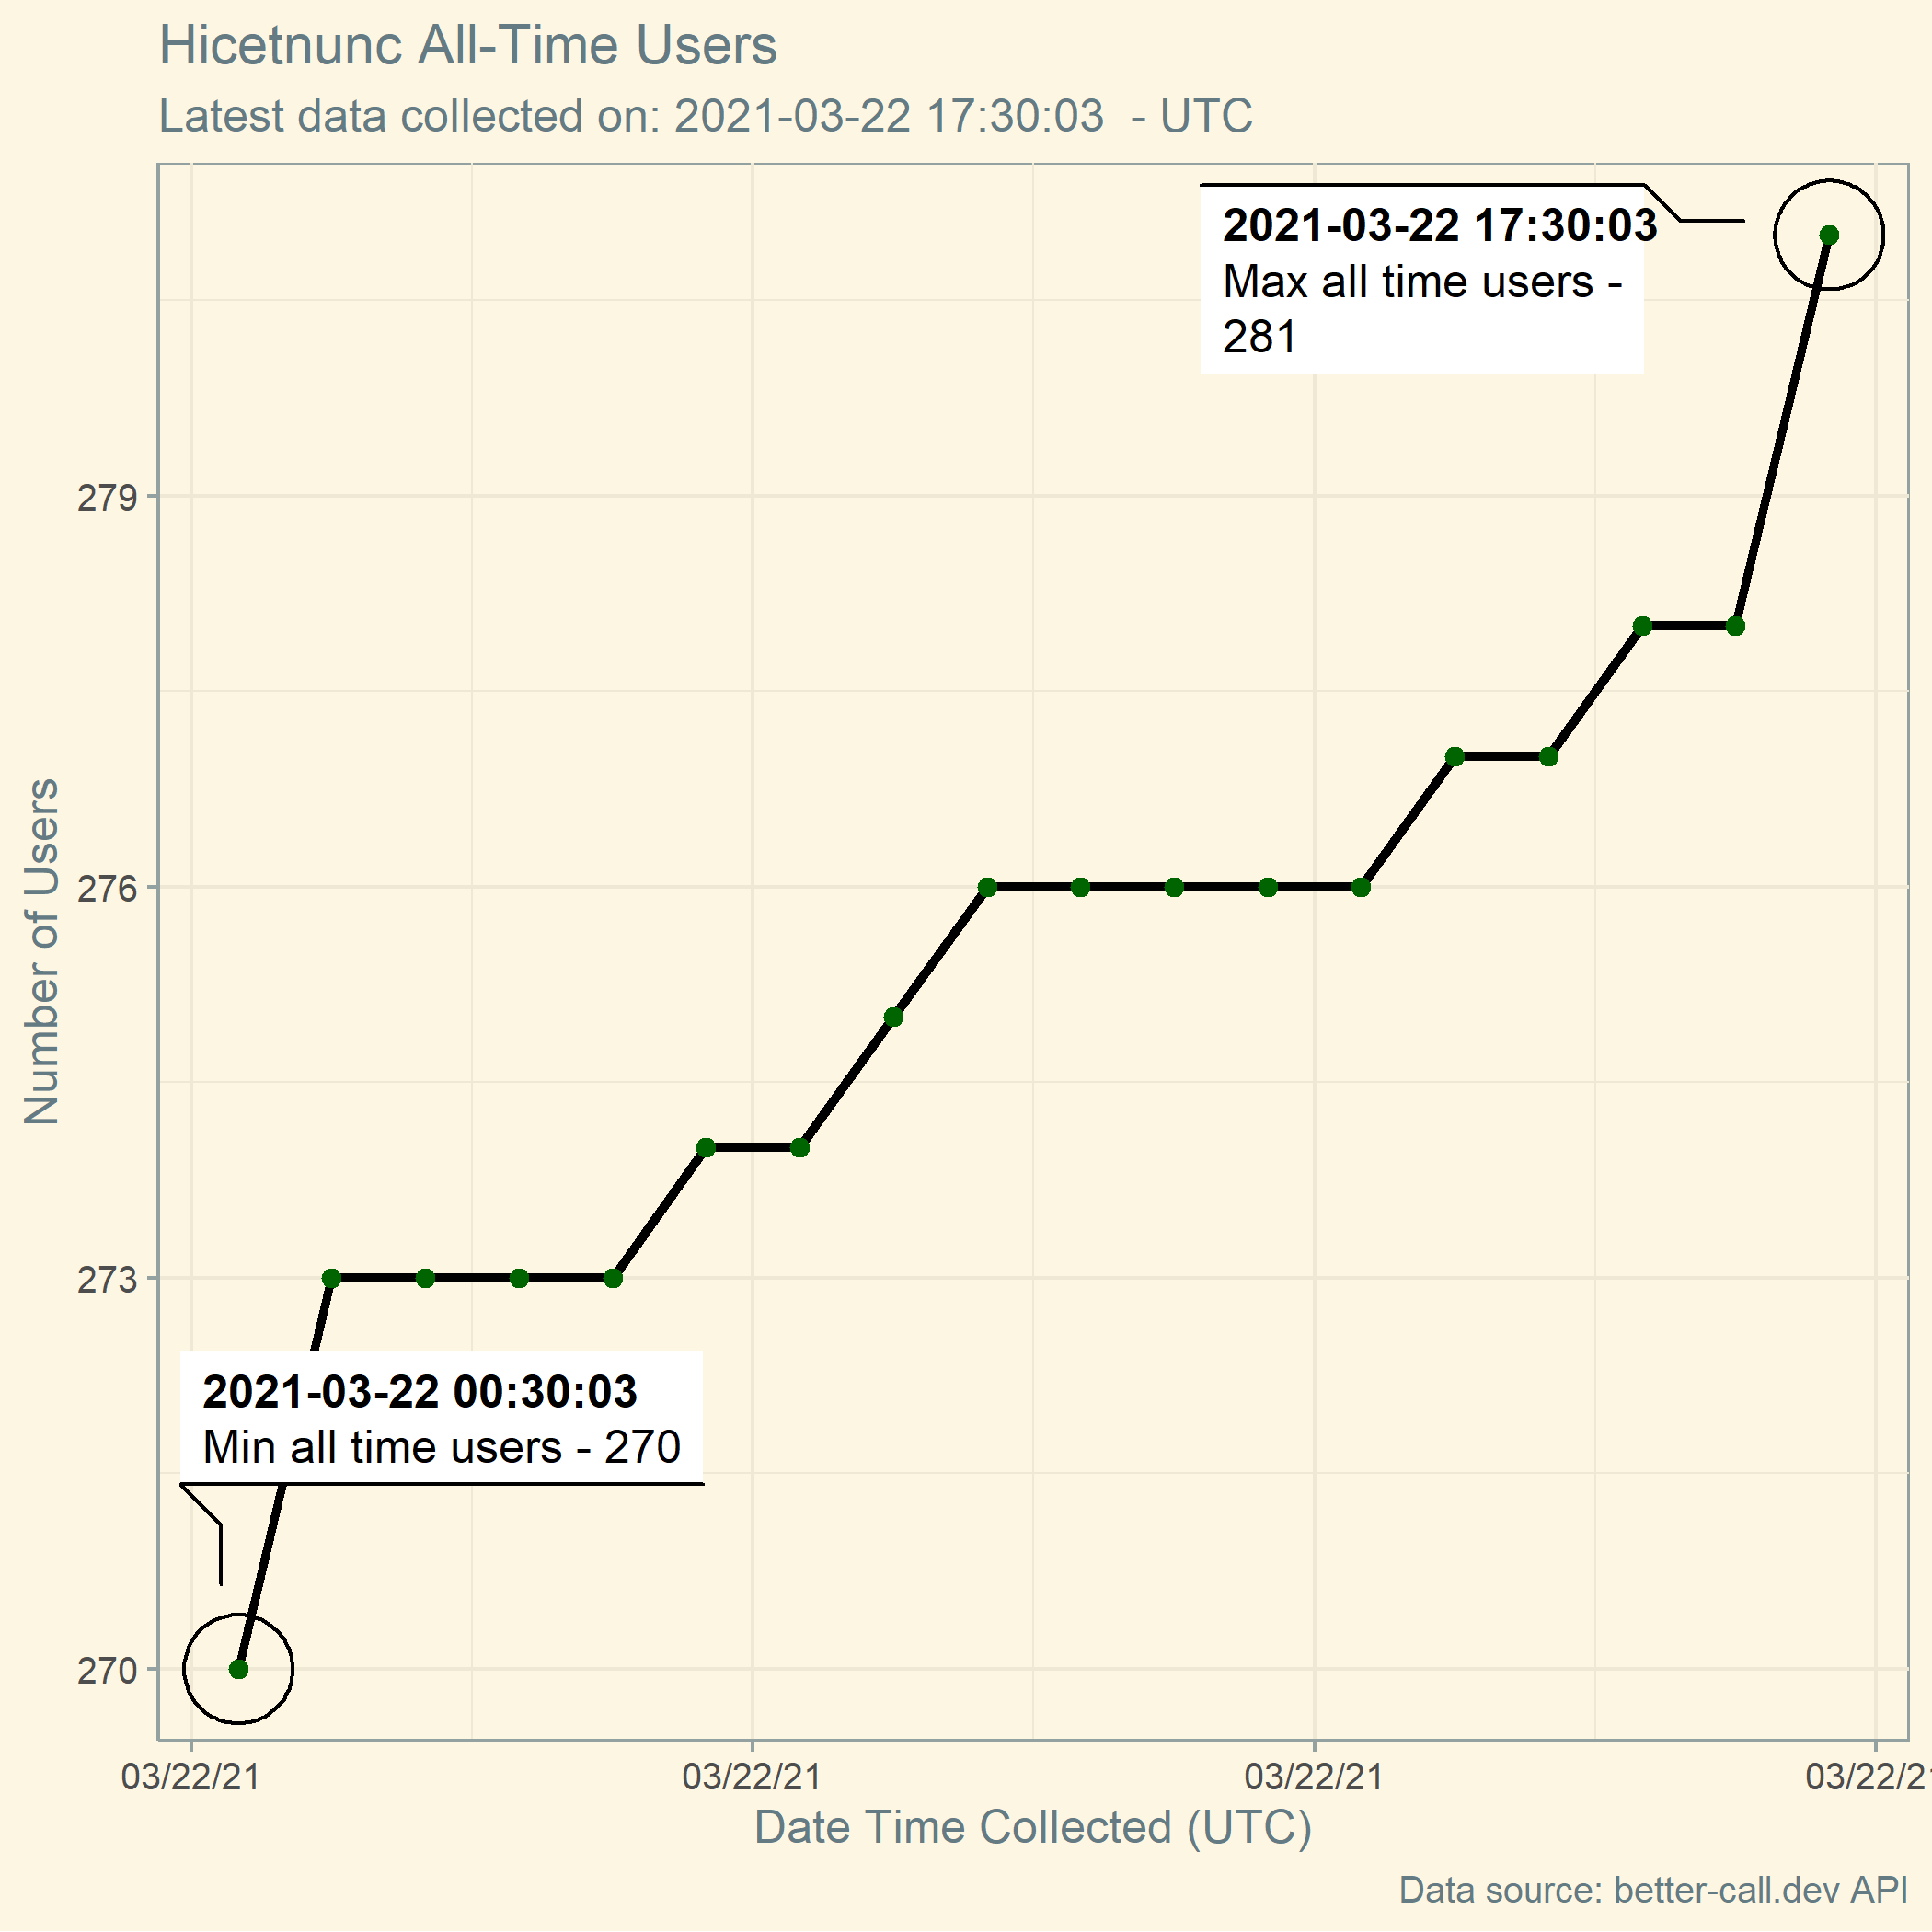 Hicetnunc All-Time Users
Latest data collected on: 2021-03-22 17:30:03  - UTC
2021-03-22 17:30:03
Max all time users -
281
279
276
273
270
Number of Users
2021-03-22 00:30:03
Min all time users - 270
03/22/21 03/22/21 03/22/21 03/22/21
Date Time Collected (UTC)
Data source: better-call.dev API